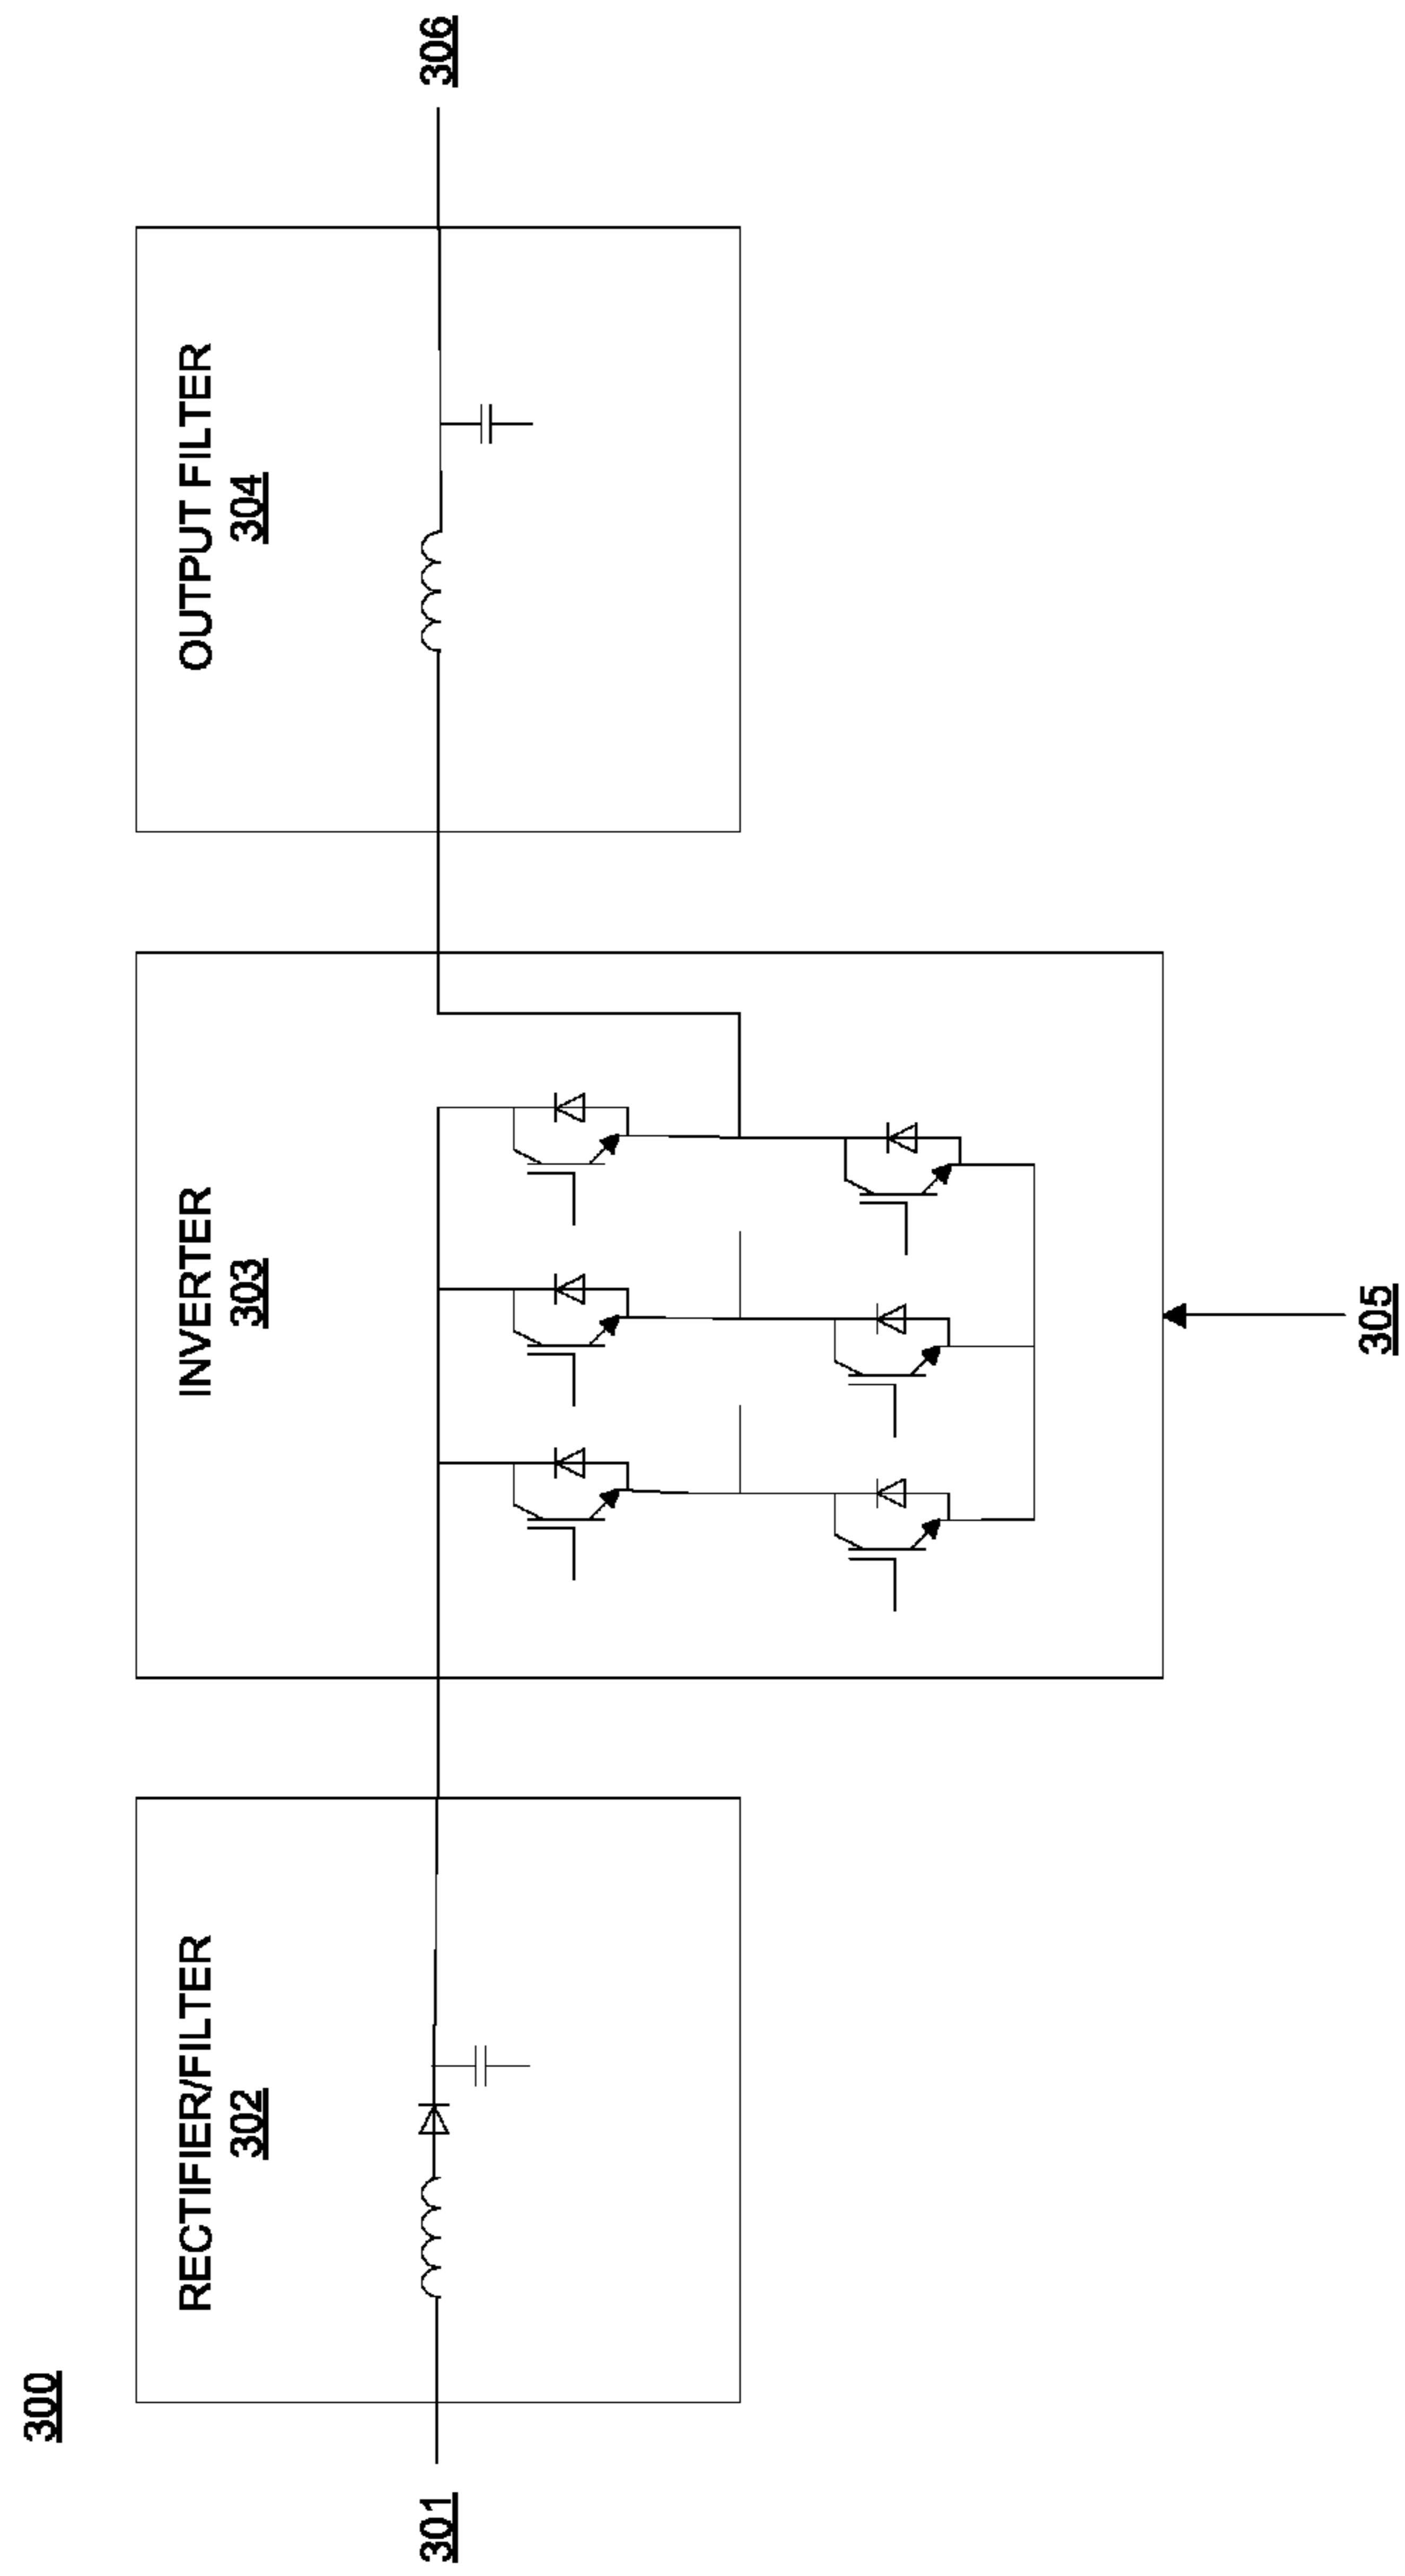 300
RECTIFIER/FILTER
302
INVERTER
303
OUTPUT FILTER
304
301
306
305